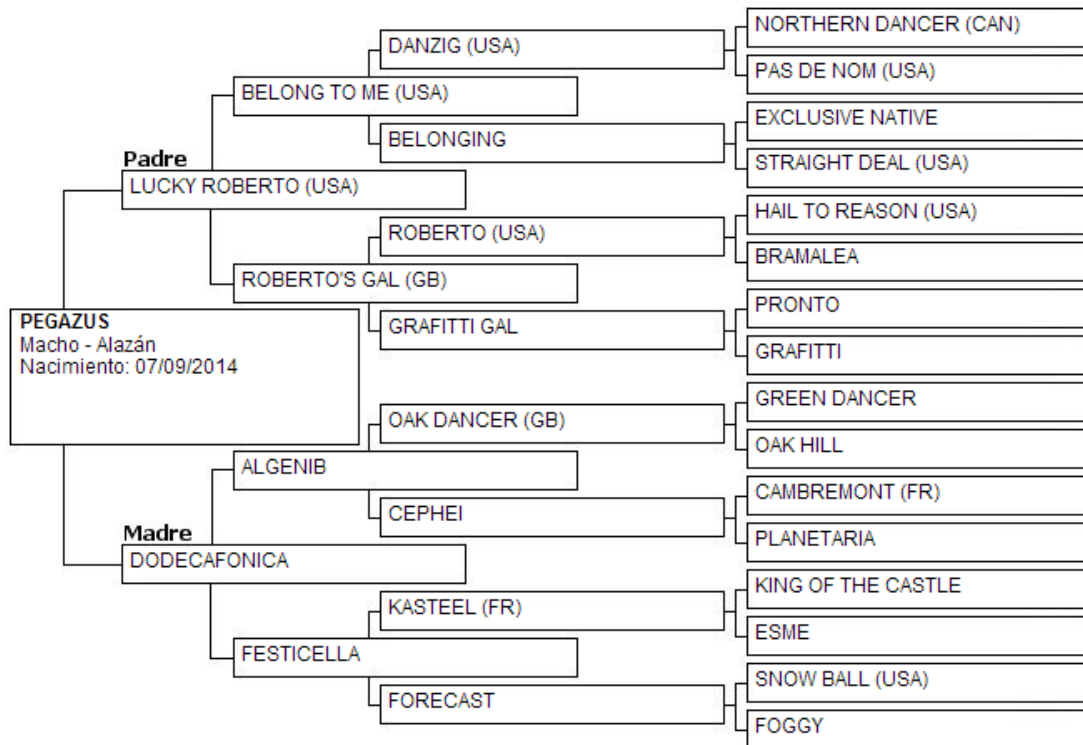 NORTHERN DANCER (CAN)
DANZIG (USA)
PAS DE NOM (USA)
BELONG TO ME (USA)
EXCLUSIVE NATIVE
BELONGING
STRAIGHT DEAL (USA)
Padre
LUCKY ROBERTO (USA)
HAIL TO REASON (USA)
ROBERTO (USA)
BRAMALEA
ROBERTO'S GAL (GB)
PRONTO
GRAFITTI GAL
GRAFITTI
PEGAZUS
Macho - Alazán
Nacimiento: 07/09/2014
GREEN DANCER
OAK DANCER (GB)
OAK HILL
ALGENIB
CAMBREMONT (FR)
CEPHEI
PLANETARIA
Madre
DODECAFONICA
KING OF THE CASTLE
KASTEEL (FR)
ESME
FESTICELLA
SNOW BALL (USA)
FORECAST
FOGGY